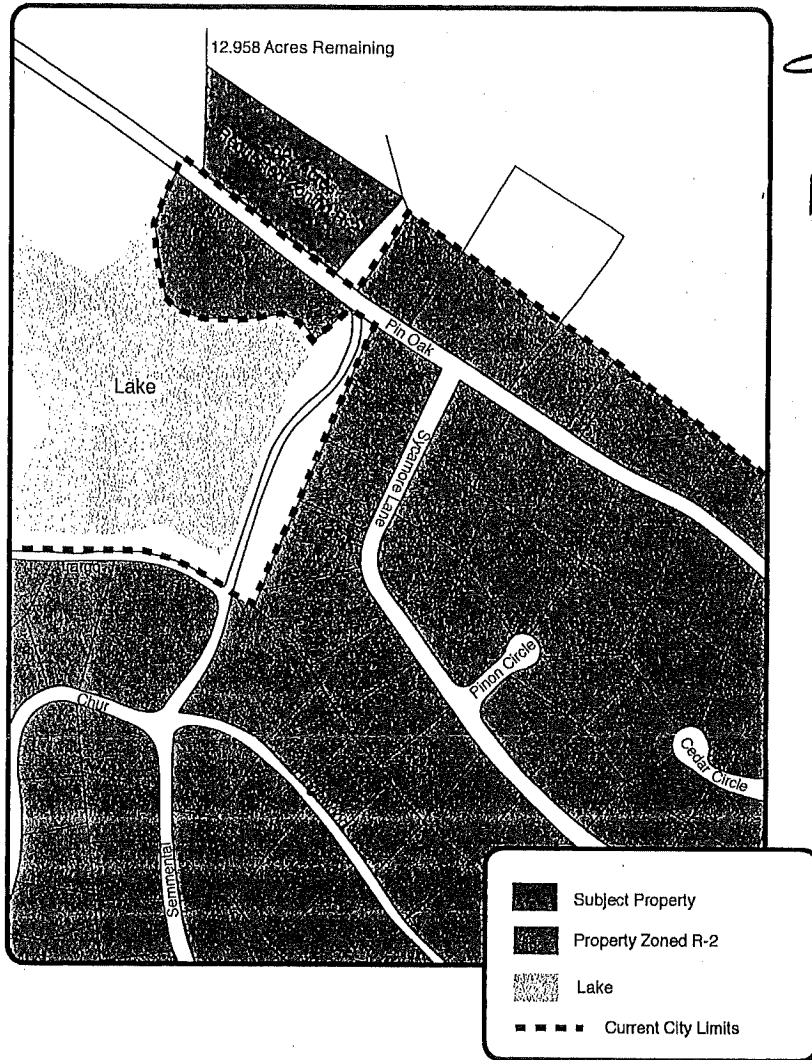 12.958 Acres Remaining
Lake
Pin Oak
Sycamore Lane
Pinon Circle
Cedar Circle
Chur
Semmental
Subject Property
Property Zoned R-2
Lake
Current City Limits